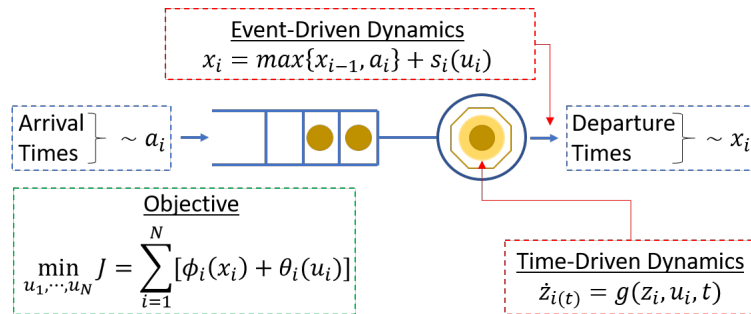 Event-Driven Dynamics
x_i = max{x_{i−1}, a_i} + s_i(u_i)
Arrival
Times
~ a_i
Departure
Times
~ x_i
Objective
min_{u_1,⋯,u_N} J = ∑_{i=1}^{N} [ϕ_i(x_i) + θ_i(u_i)]
Time-Driven Dynamics
ż_{i(t)} = g(z_i, u_i, t)